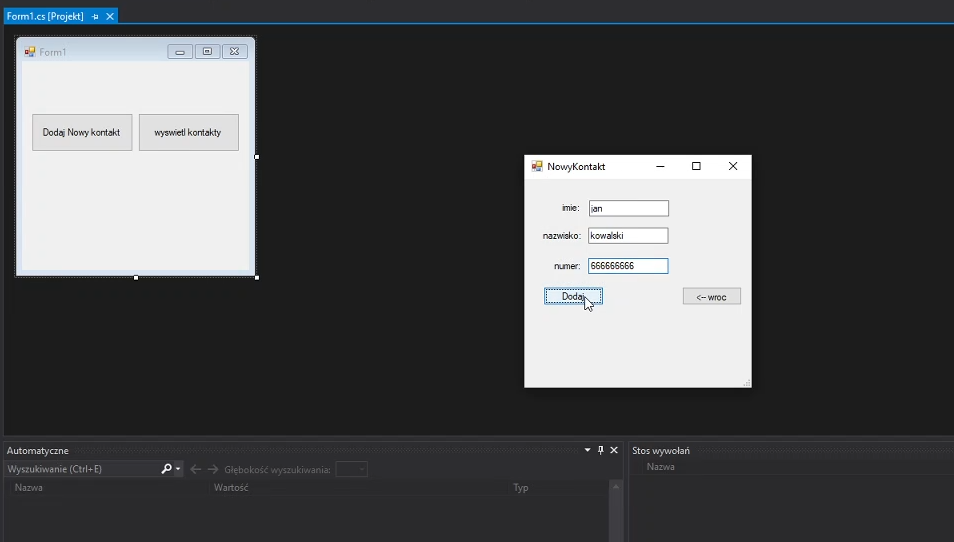 Form1.cs [Projekt]
Form1
Dodaj Nowy kontakt
wyswietl kontakty
NowyKontakt
imie:
jan
nazwisko:
kowalski
numer:
666666666
Dodaj
<-- wroc
Automatyczne
Wyszukiwanie (Ctrl+E)
Głębokość wyszukiwania:
Nazwa
Wartość
Typ
Stos wywołań
Nazwa